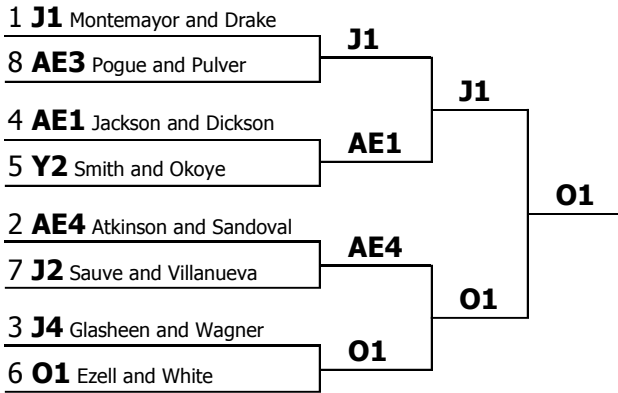 1 J1 Montemayor and Drake
J1
8 AE3 Pogue and Pulver
J1
4 AE1 Jackson and Dickson
AE1
5 Y2 Smith and Okoye
O1
2 AE4 Atkinson and Sandoval
AE4
7 J2 Sauve and Villanueva
O1
3 J4 Glasheen and Wagner
O1
6 O1 Ezell and White